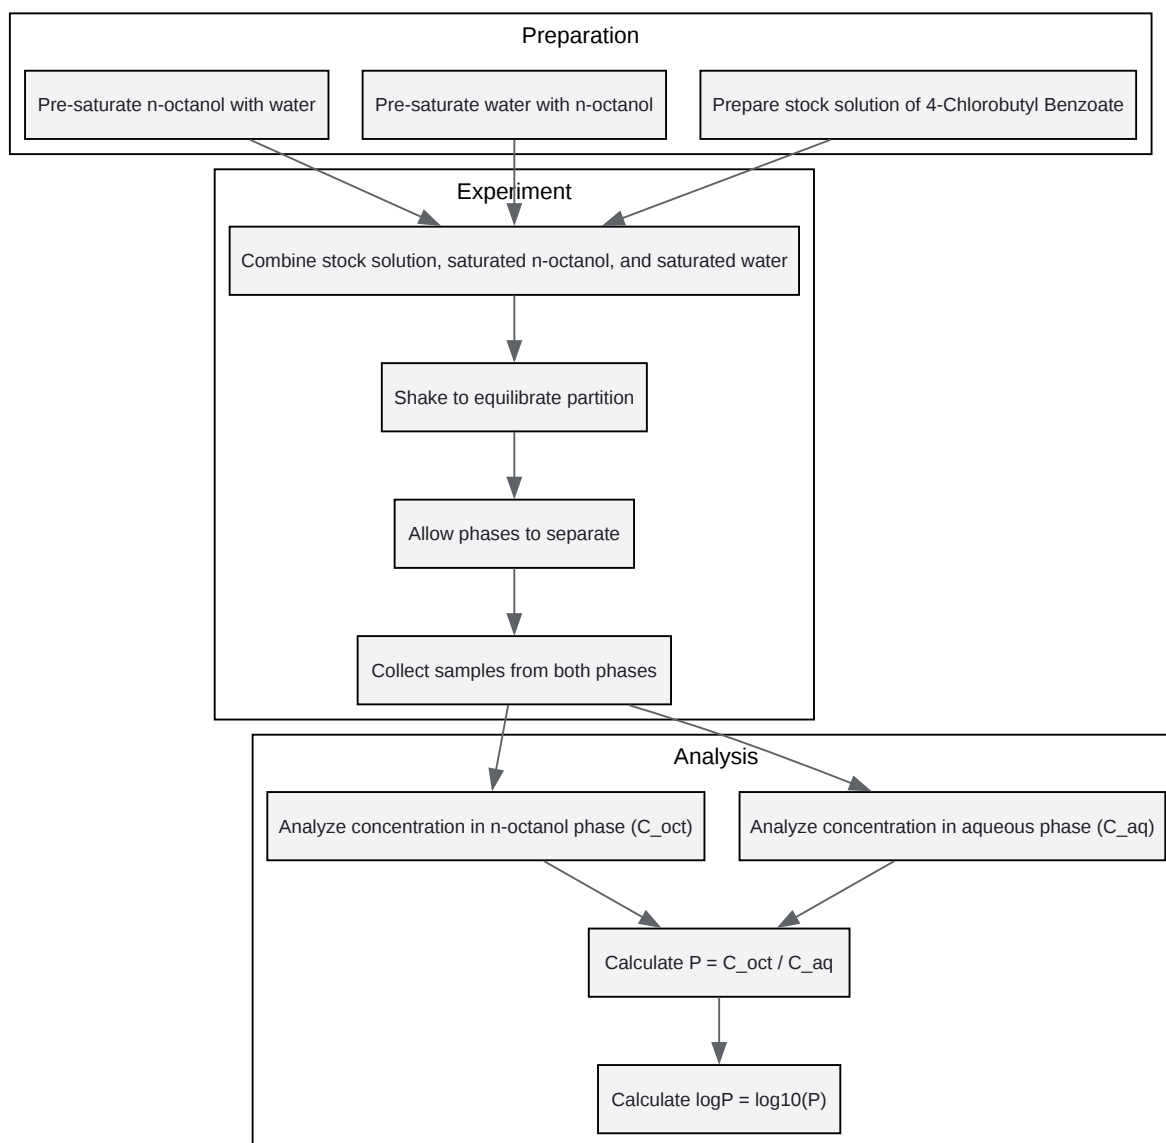 Preparation
Pre-saturate n-octanol with water
Pre-saturate water with n-octanol
Prepare stock solution of 4-Chlorobutyl Benzoate
Experiment
Combine stock solution, saturated n-octanol, and saturated water
Shake to equilibrate partition
Allow phases to separate
Collect samples from both phases
Analysis
Analyze concentration in n-octanol phase (C_oct)
Analyze concentration in aqueous phase (C_aq)
Calculate P = C_oct / C_aq
Calculate logP = log10(P)